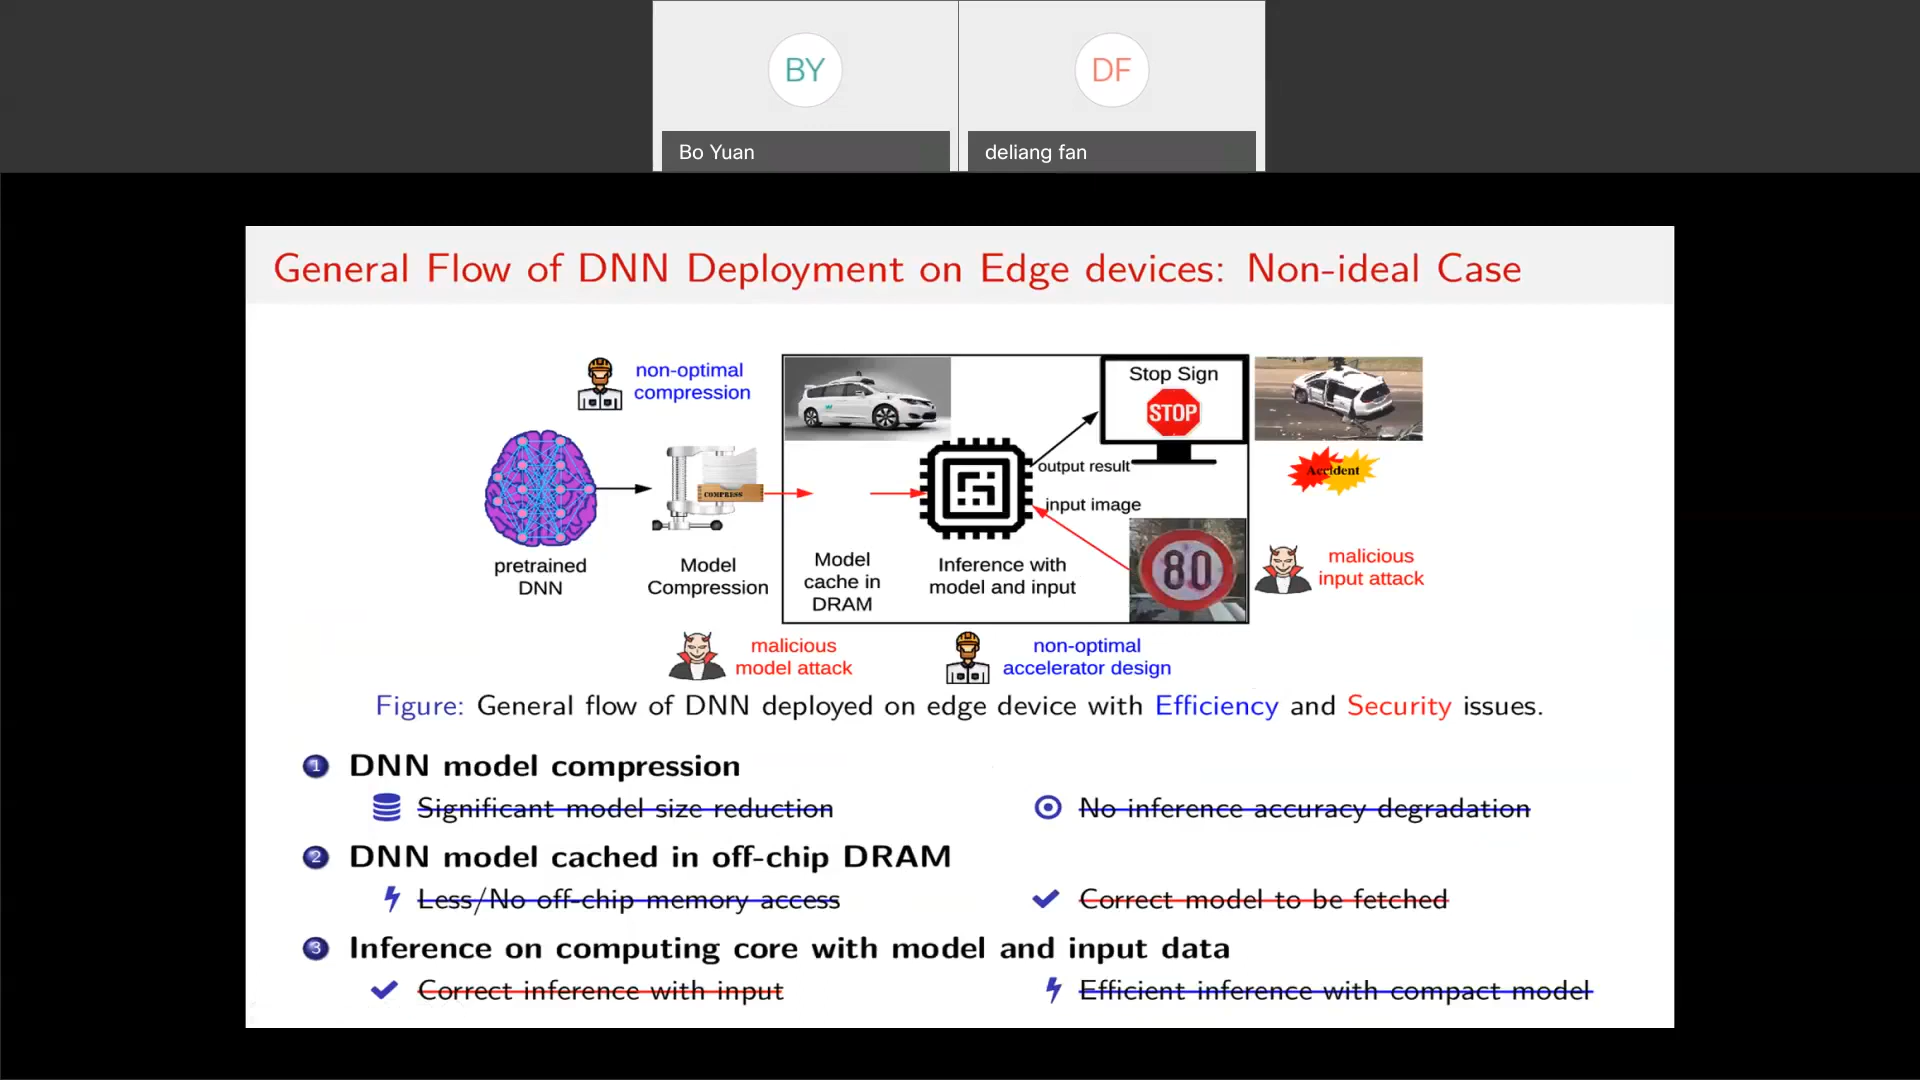 BY
DF
Bo Yuan
deliang fan
General Flow of DNN Deployment on Edge devices: Non-ideal Case
non-optimal
compression
Stop Sign
STOP
output result
Accident
COMPRESS
input image
80
pretrained
DNN
Model
Compression
Model
cache in
DRAM
Inference with
model and input
malicious
input attack
malicious
model attack
non-optimal
accelerator design
Figure: General flow of DNN deployed on edge device with Efficiency and Security issues.
1 DNN model compression
Significant model size reduction
No inference accuracy degradation
2 DNN model cached in off-chip DRAM
Less/No off-chip memory access
Correct model to be fetched
3 Inference on computing core with model and input data
Correct inference with input
Efficient inference with compact model